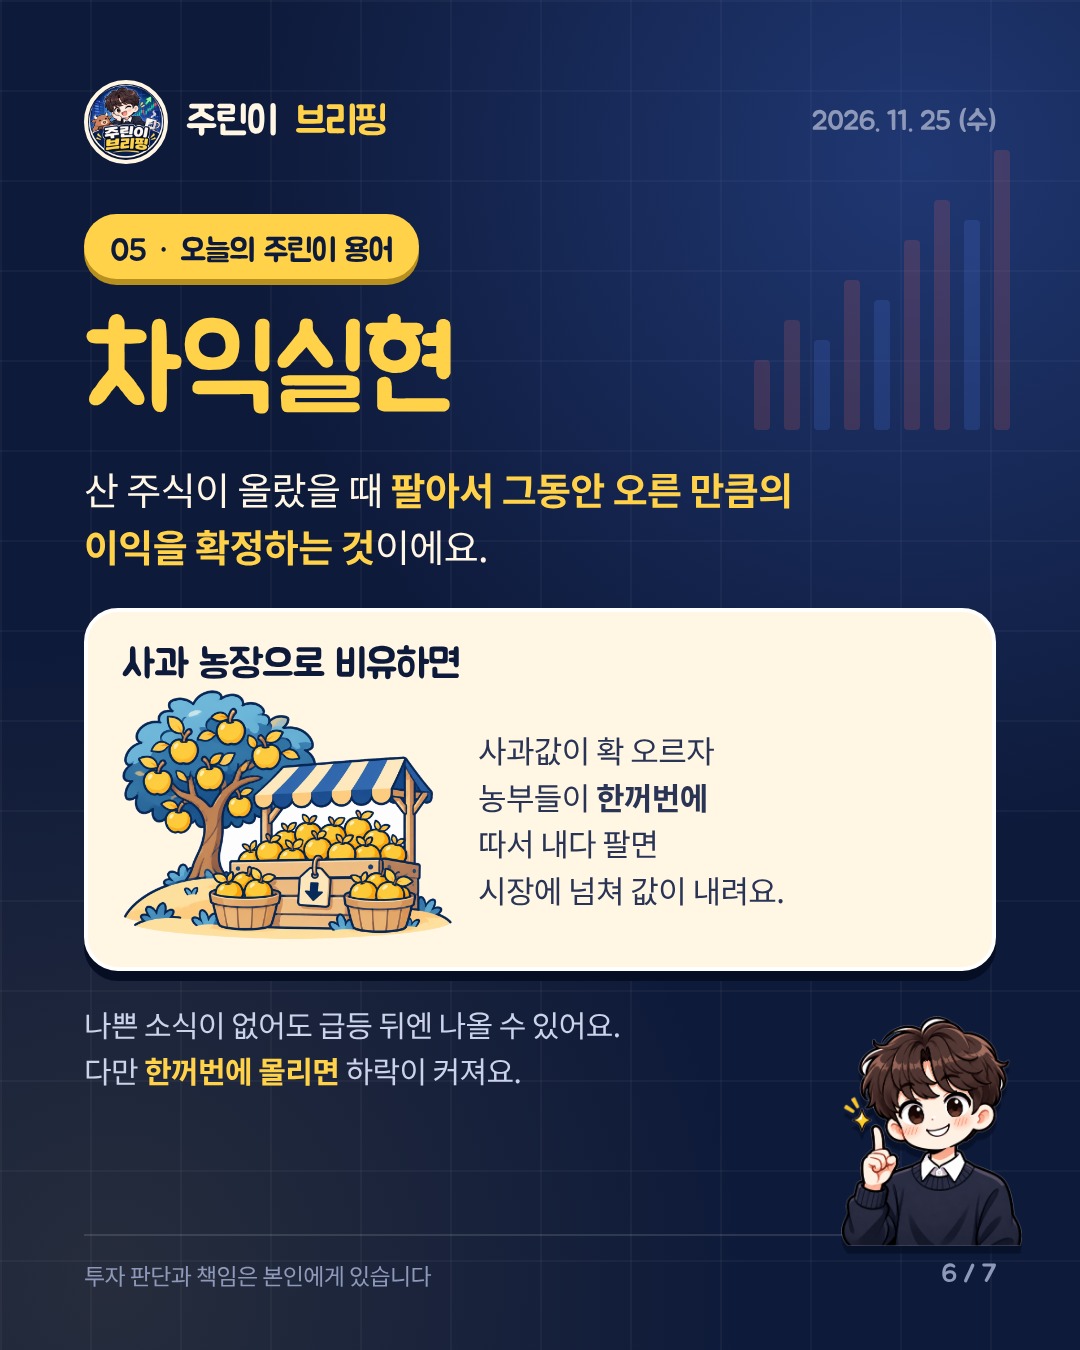 주린이 브리핑
주린이 브리핑
2026. 11. 25 (수)
05 · 오늘의 주린이 용어
차익실현
산 주식이 올랐을 때 팔아서 그동안 오른 만큼의
이익을 확정하는 것이에요.
사과 농장으로 비유하면
사과값이 확 오르자
농부들이 한꺼번에
따서 내다 팔면
시장에 넘쳐 값이 내려요.
나쁜 소식이 없어도 급등 뒤엔 나올 수 있어요.
다만 한꺼번에 몰리면 하락이 커져요.
투자 판단과 책임은 본인에게 있습니다
6 / 7